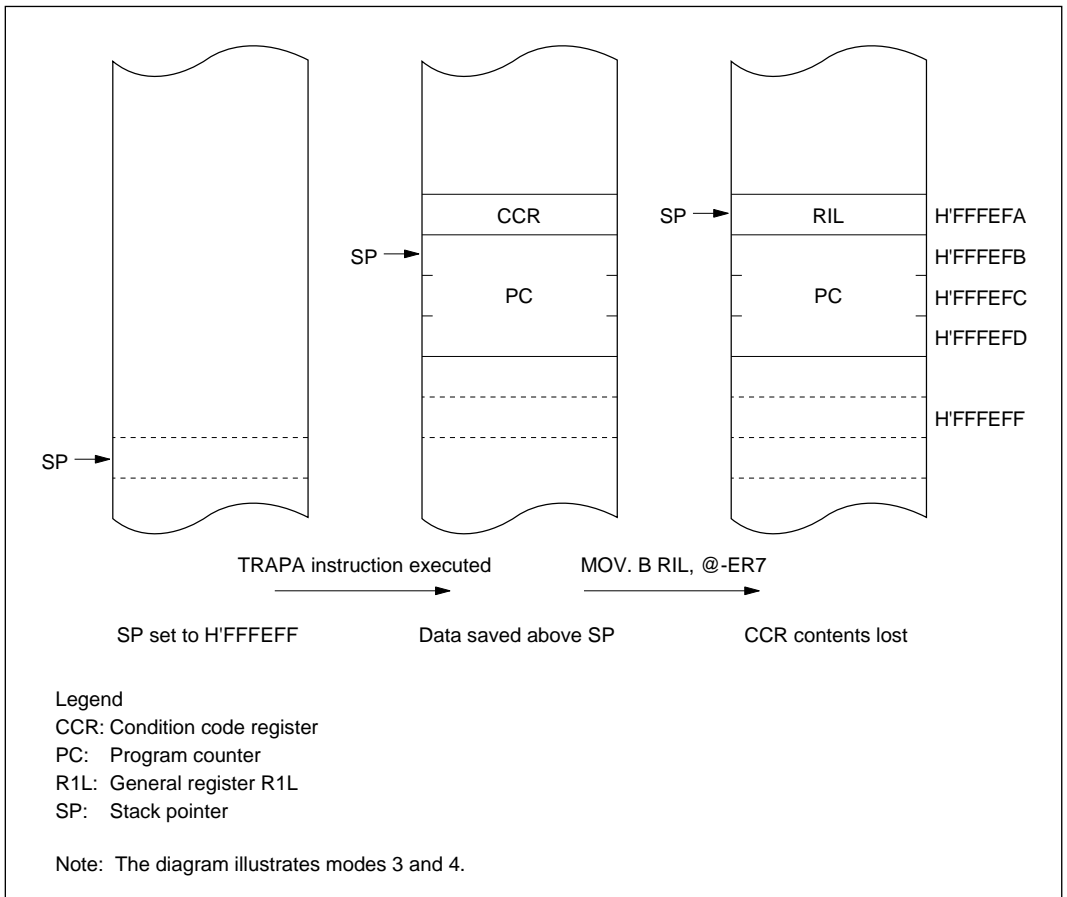 CCR
SP
RIL
H'FFFEFA
SP
H'FFFEFB
PC
PC
H'FFFEFC
H'FFFEFD
H'FFFEFF
SP
TRAPA instruction executed
MOV. B RIL, @-ER7
SP set to H'FFFEFF
Data saved above SP
CCR contents lost
Legend
CCR: Condition code register
PC: Program counter
R1L: General register R1L
SP: Stack pointer
Note: The diagram illustrates modes 3 and 4.